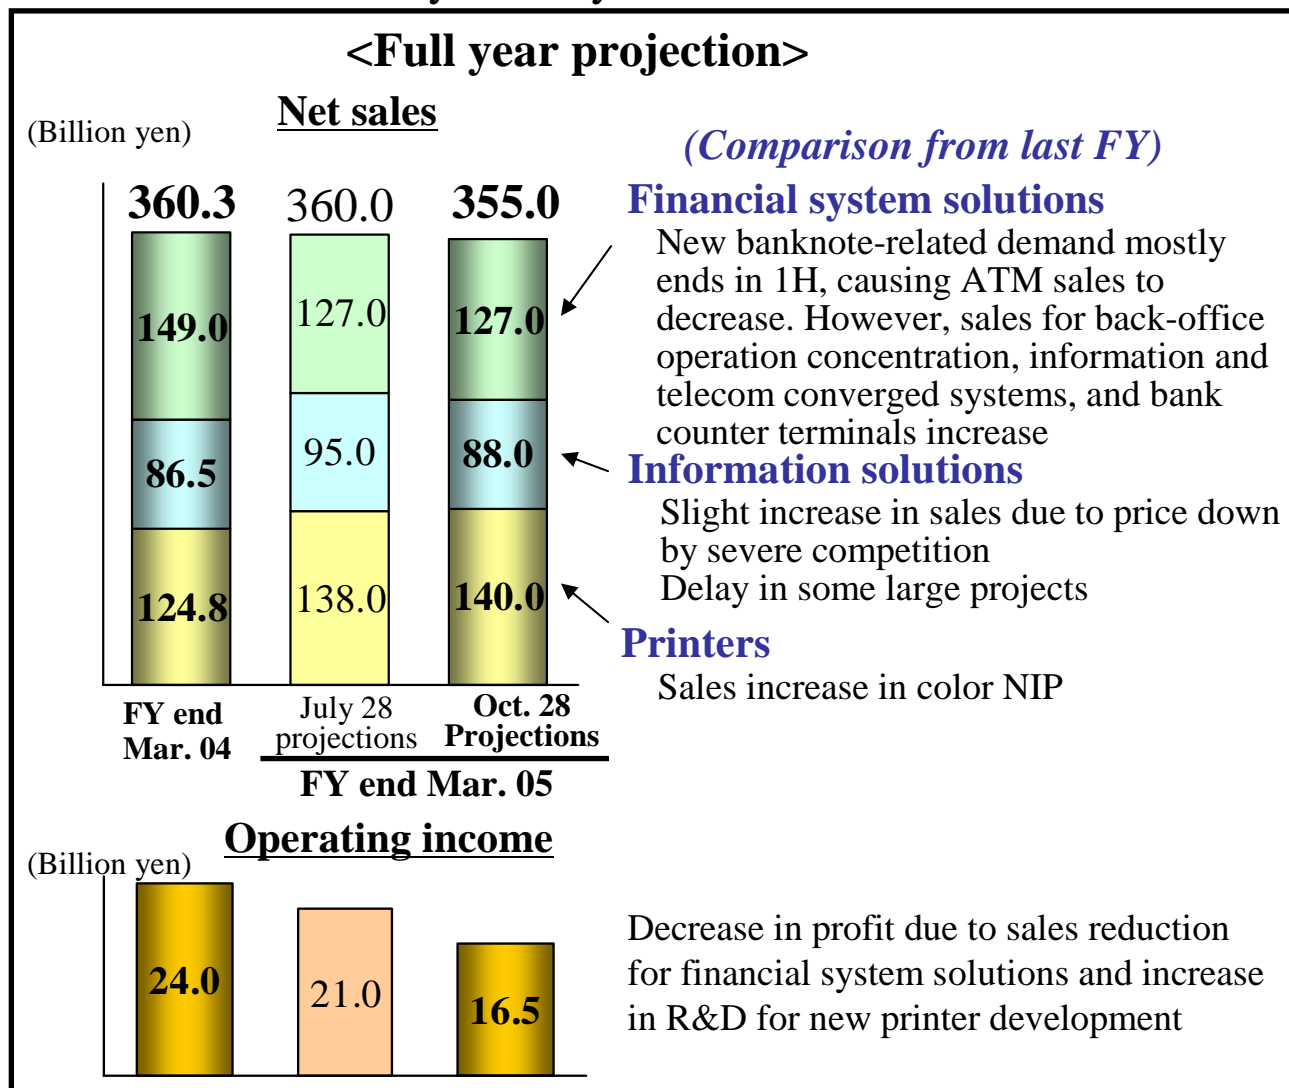 <Full year projection>
Net sales
(Billion yen)
(Comparison from last FY)
360.3
360.0
355.0
149.0
127.0
127.0
86.5
95.0
88.0
124.8
138.0
140.0
FY end
Mar. 04
July 28
projections
Oct. 28
Projections
FY end Mar. 05
Financial system solutions
New banknote-related demand mostly
ends in 1H, causing ATM sales to
decrease. However, sales for back-office
operation concentration, information and
telecom converged systems, and bank
counter terminals increase
Information solutions
Slight increase in sales due to price down
by severe competition
Delay in some large projects
Printers
Sales increase in color NIP
Operating income
(Billion yen)
24.0
21.0
16.5
Decrease in profit due to sales reduction
for financial system solutions and increase
in R&D for new printer development